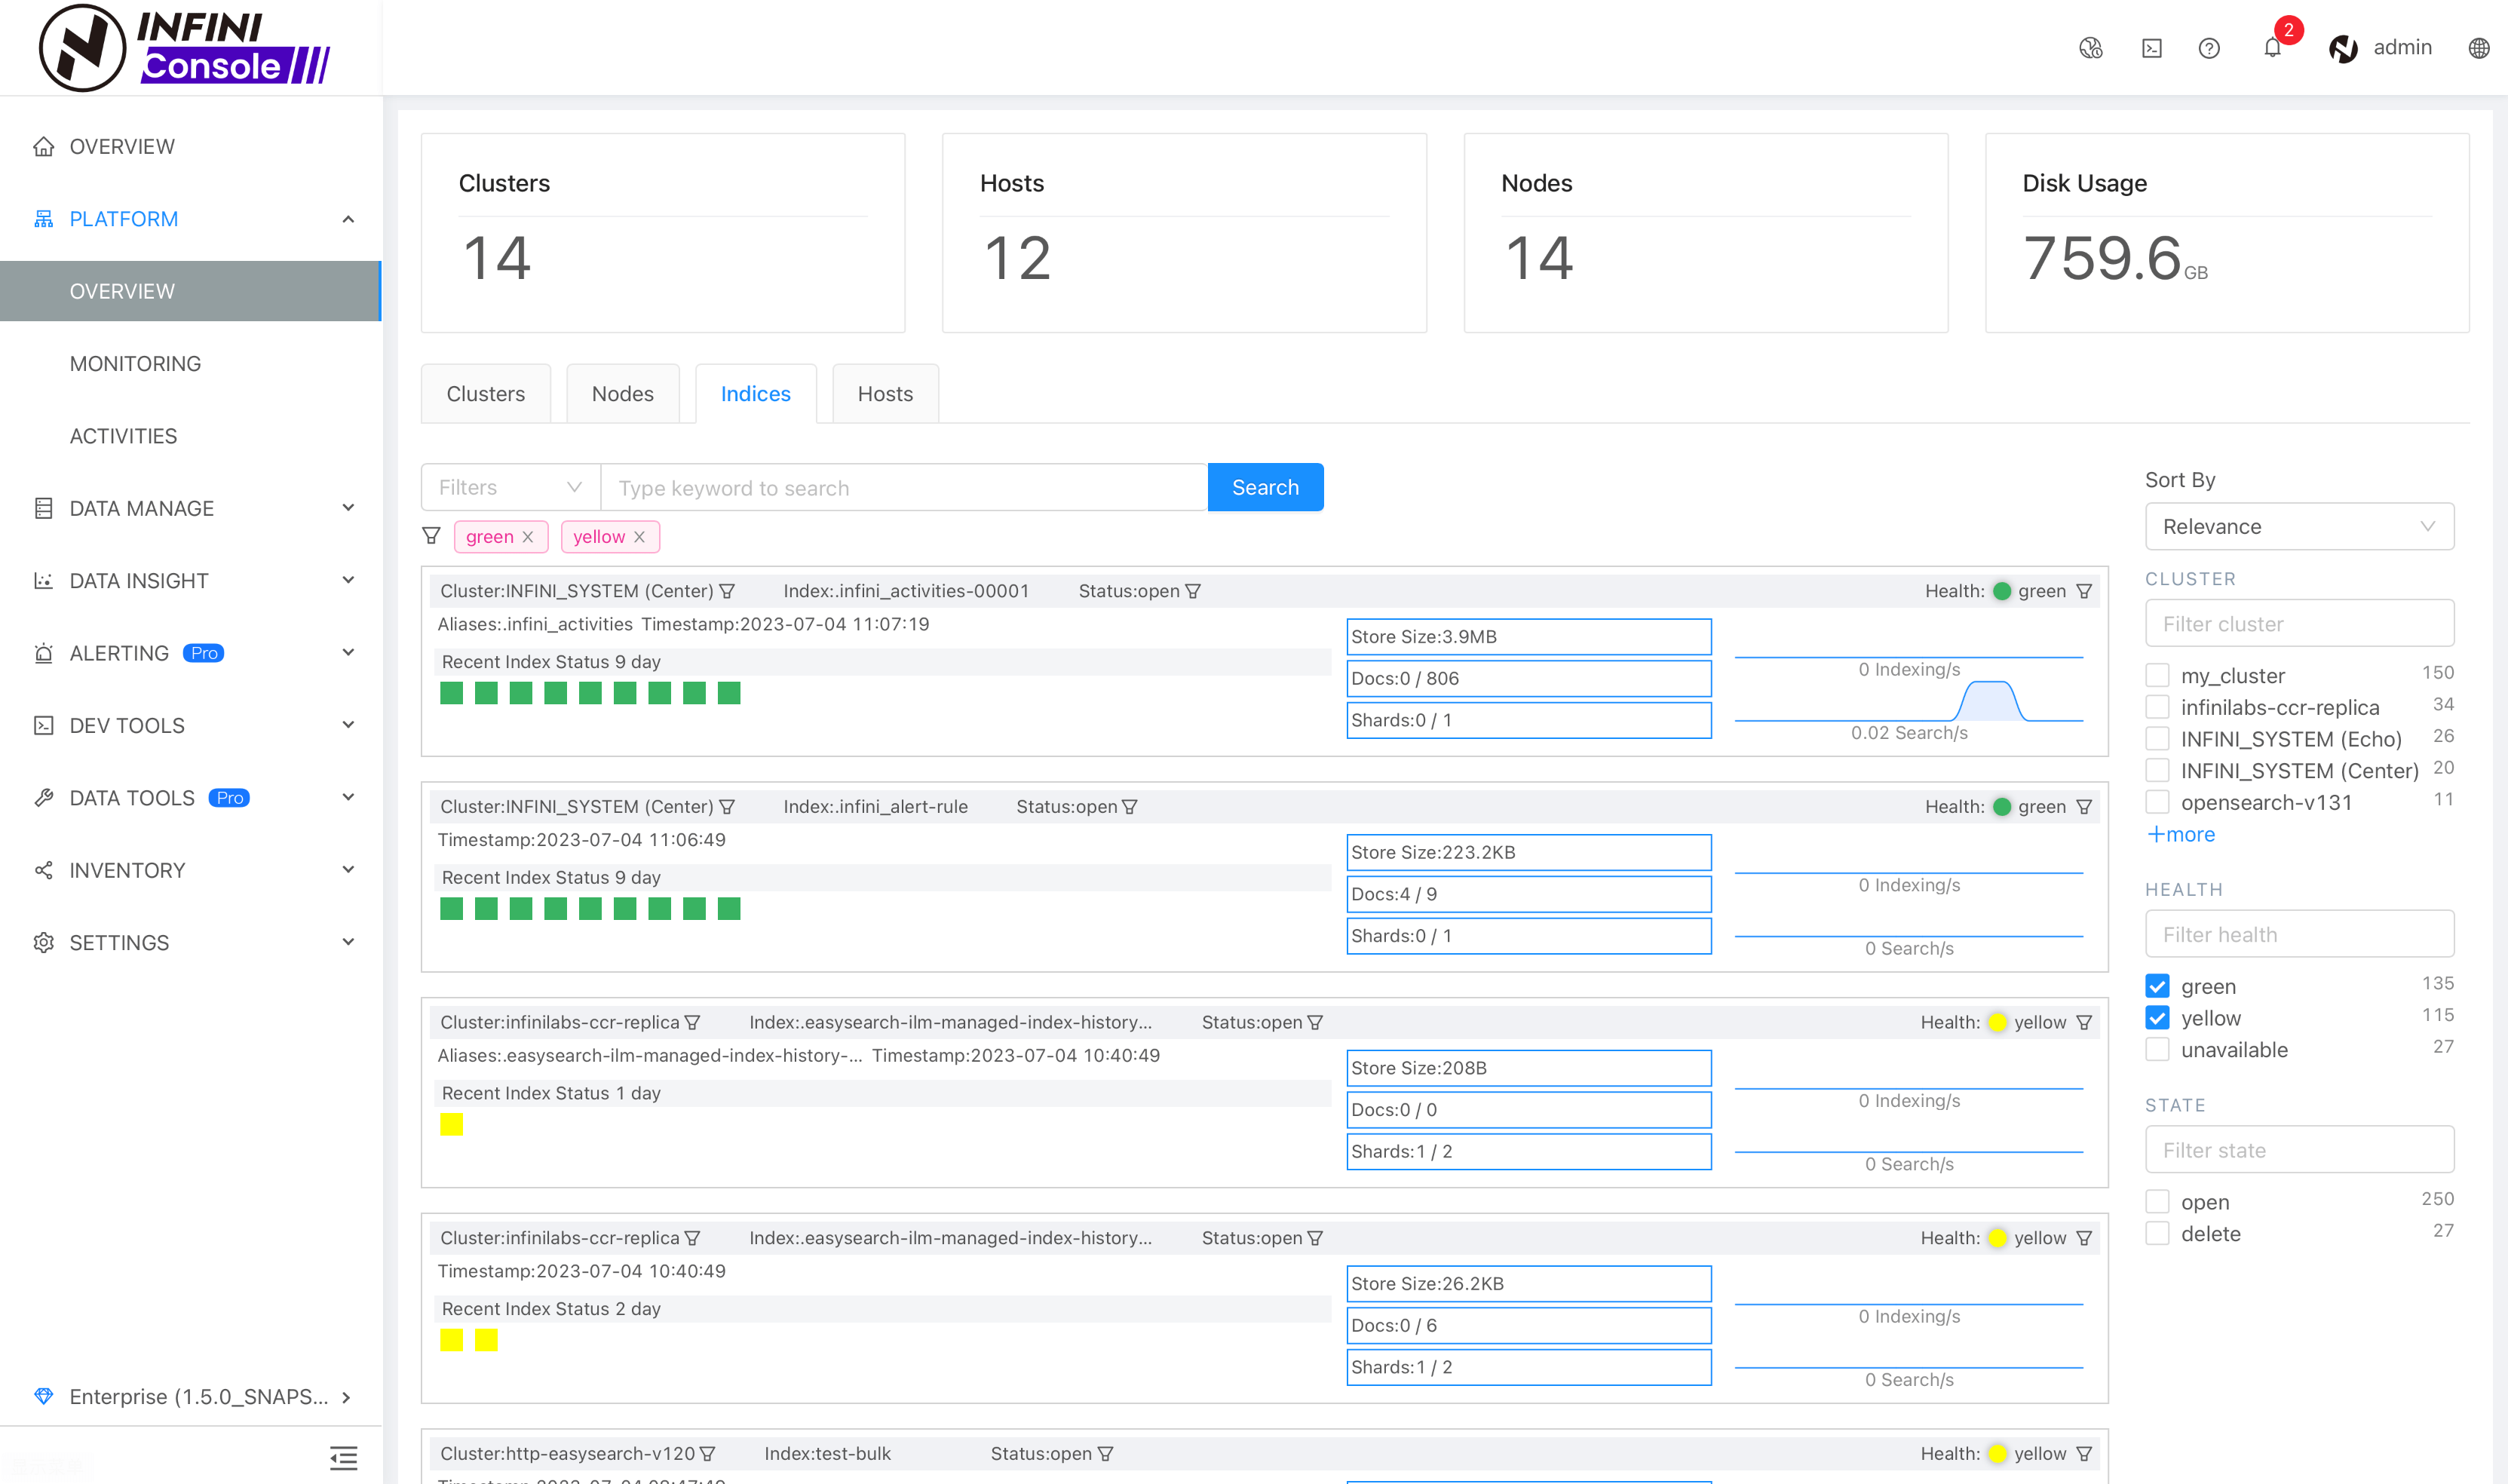 INFINI
Console
2
admin
OVERVIEW
PLATFORM
OVERVIEW
MONITORING
ACTIVITIES
DATA MANAGE
DATA INSIGHT
ALERTING Pro
DEV TOOLS
DATA TOOLS Pro
INVENTORY
SETTINGS
Enterprise (1.5.0_SNAPS...
Clusters
14
Hosts
12
Nodes
14
Disk Usage
759.6GB
Clusters Nodes Indices Hosts
Filters Type keyword to search Search
green yellow
Cluster:INFINI_SYSTEM (Center) Index:.infini_activities-00001 Status:open Health: green
Aliases:.infini_activities Timestamp:2023-07-04 11:07:19
Recent Index Status 9 day
Store Size:3.9MB
Docs:0 / 806
Shards:0 / 1
0 Indexing/s
0.02 Search/s
Cluster:INFINI_SYSTEM (Center) Index:.infini_alert-rule Status:open Health: green
Timestamp:2023-07-04 11:06:49
Recent Index Status 9 day
Store Size:223.2KB
Docs:4 / 9
Shards:0 / 1
0 Indexing/s
0 Search/s
Cluster:infinilabs-ccr-replica Index:.easysearch-ilm-managed-index-history... Status:open Health: yellow
Aliases:.easysearch-ilm-managed-index-history-... Timestamp:2023-07-04 10:40:49
Recent Index Status 1 day
Store Size:208B
Docs:0 / 0
Shards:1 / 2
0 Indexing/s
0 Search/s
Cluster:infinilabs-ccr-replica Index:.easysearch-ilm-managed-index-history... Status:open Health: yellow
Timestamp:2023-07-04 10:40:49
Recent Index Status 2 day
Store Size:26.2KB
Docs:0 / 6
Shards:1 / 2
0 Indexing/s
0 Search/s
Cluster:http-easysearch-v120 Index:test-bulk Status:open Health: yellow
Sort By
Relevance
CLUSTER
Filter cluster
my_cluster 150
infinilabs-ccr-replica 34
INFINI_SYSTEM (Echo) 26
INFINI_SYSTEM (Center) 20
opensearch-v131 11
+more
HEALTH
Filter health
green 135
yellow 115
unavailable 27
STATE
Filter state
open 250
delete 27